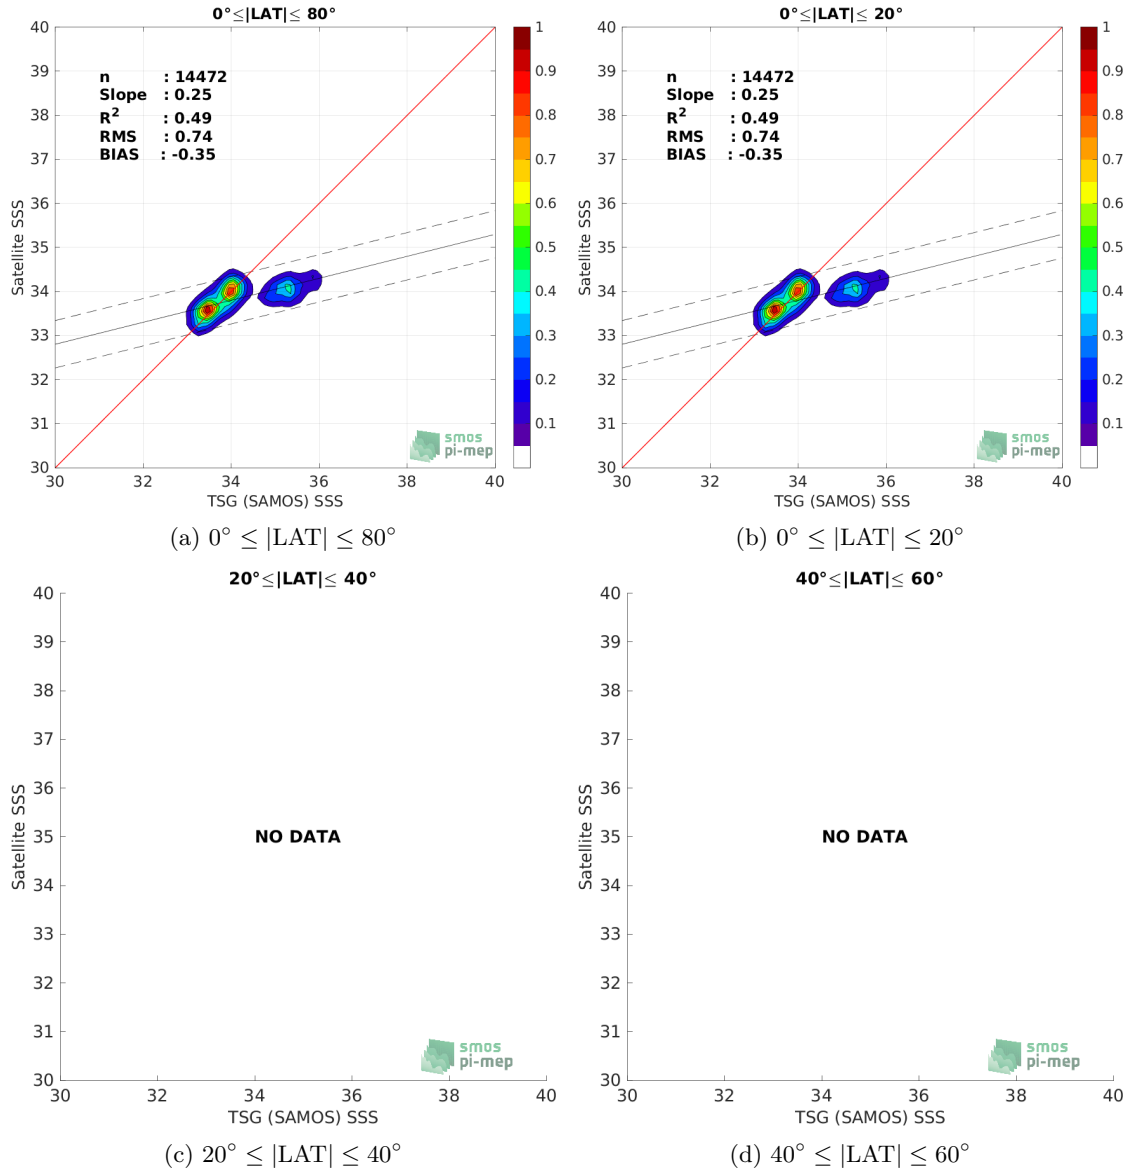 0°≤|LAT|≤ 80°
40
39
38
37
36
35
34
33
32
31
30
Satellite SSS
n : 14472
Slope : 0.25
R² : 0.49
RMS : 0.74
BIAS : -0.35
smos
pi-mep
30 32 34 36 38 40
TSG (SAMOS) SSS
1
0.9
0.8
0.7
0.6
0.5
0.4
0.3
0.2
0.1
(a) 0° ≤ |LAT| ≤ 80°
0°≤|LAT|≤ 20°
40
39
38
37
36
35
34
33
32
31
30
Satellite SSS
n : 14472
Slope : 0.25
R² : 0.49
RMS : 0.74
BIAS : -0.35
smos
pi-mep
30 32 34 36 38 40
TSG (SAMOS) SSS
1
0.9
0.8
0.7
0.6
0.5
0.4
0.3
0.2
0.1
(b) 0° ≤ |LAT| ≤ 20°
20°≤|LAT|≤ 40°
40
39
38
37
36
35
34
33
32
31
30
Satellite SSS
NO DATA
smos
pi-mep
30 32 34 36 38 40
TSG (SAMOS) SSS
(c) 20° ≤ |LAT| ≤ 40°
40°≤|LAT|≤ 60°
40
39
38
37
36
35
34
33
32
31
30
Satellite SSS
NO DATA
smos
pi-mep
30 32 34 36 38 40
TSG (SAMOS) SSS
(d) 40° ≤ |LAT| ≤ 60°